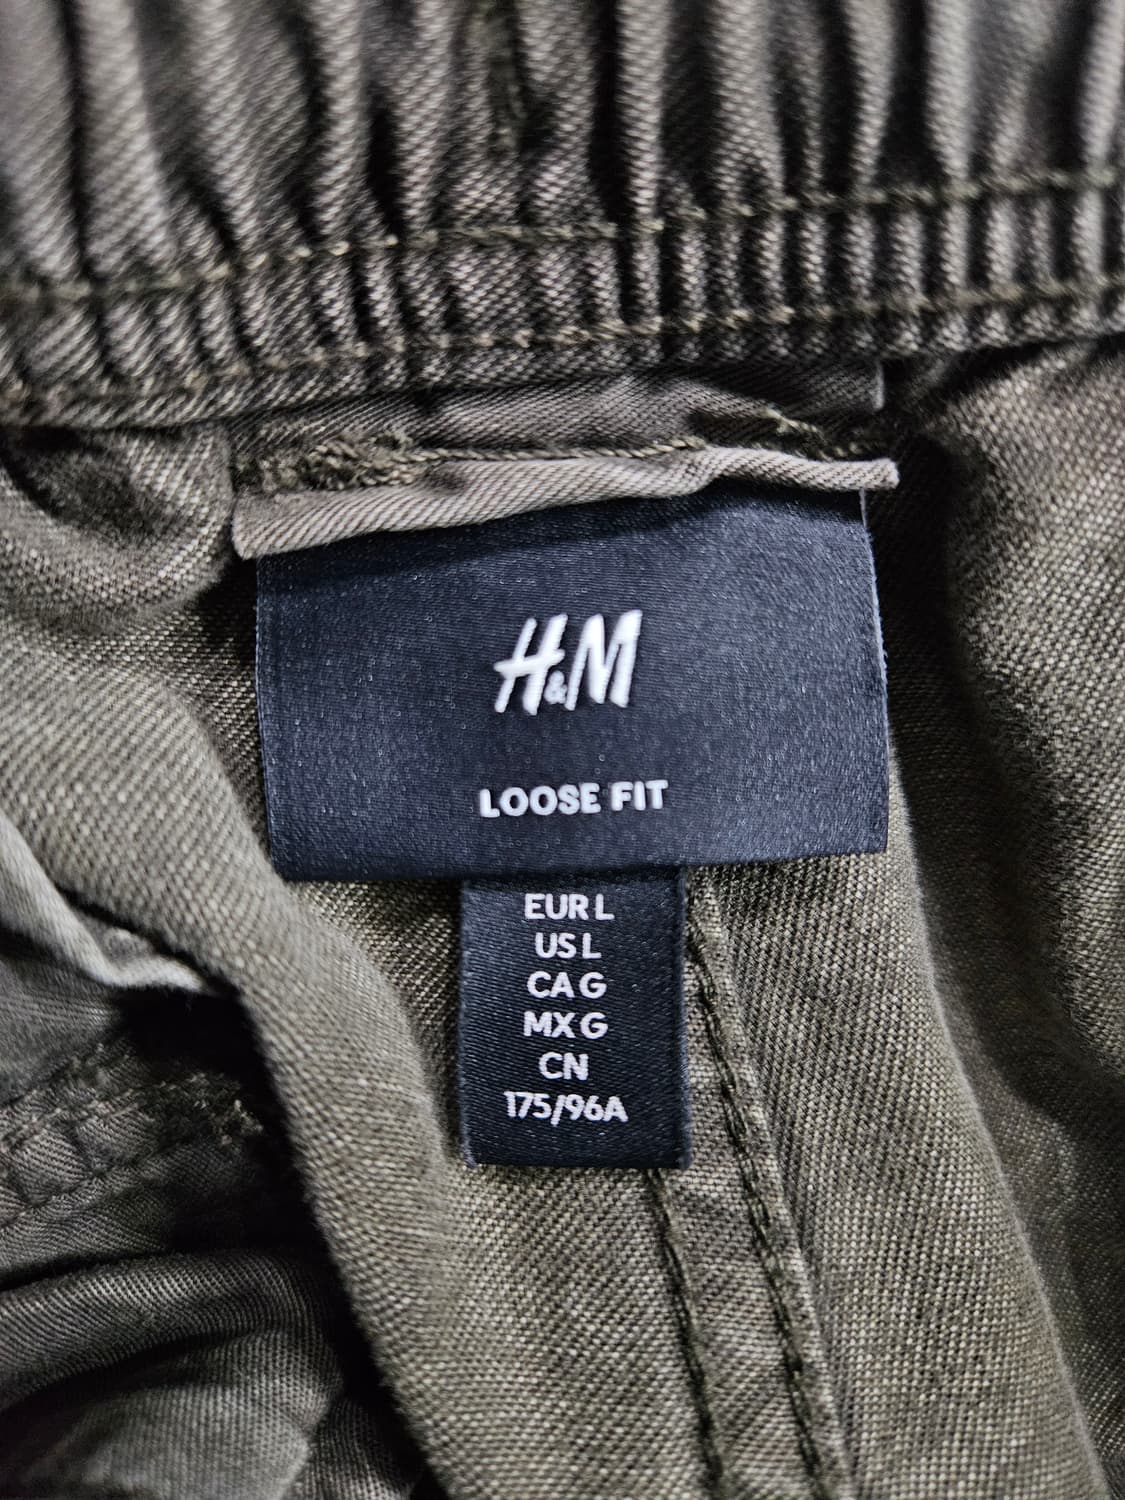 H&M
LOOSE FIT
EUR L
US L
CA G
MX G
CN
175/96A